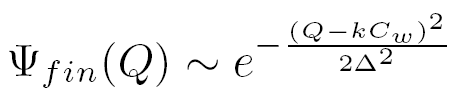 Ψ_{fin}(Q) ∼ e^{-\frac{(Q-kC_w)^2}{2Δ^2}}